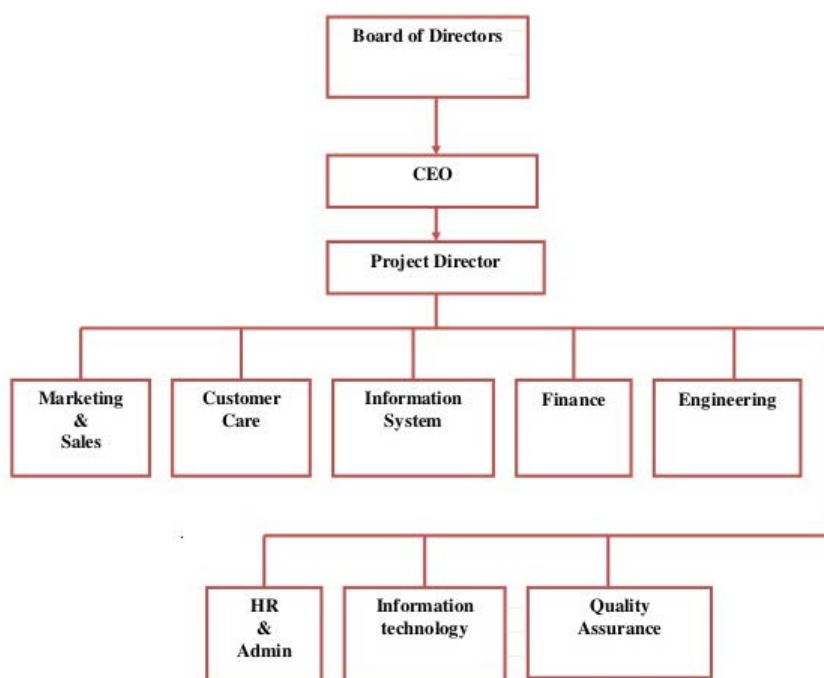 Board of Directors
CEO
Project Director
Marketing
&
Sales
Customer
Care
Information
System
Finance
Engineering
HR
&
Admin
Information
technology
Quality
Assurance